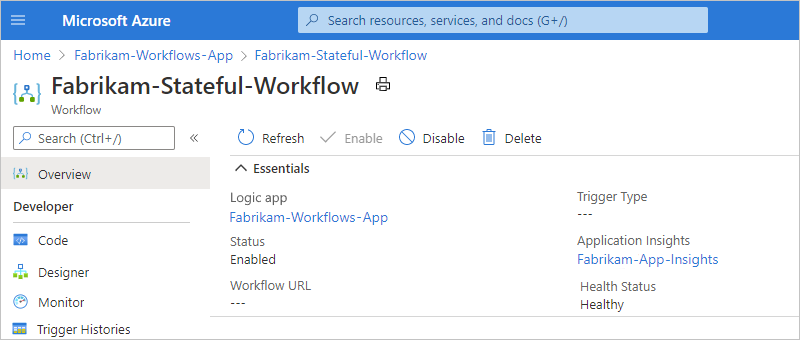 Microsoft Azure
Search resources, services, and docs (G+/)
Home > Fabrikam-Workflows-App > Fabrikam-Stateful-Workflow
Fabrikam-Stateful-Workflow
Workflow
Search (Ctrl+/)
«
Refresh
Enable
Disable
Delete
Overview
Developer
Code
Designer
Monitor
Trigger Histories
Essentials
Logic app
Fabrikam-Workflows-App
Status
Enabled
Workflow URL
---
Trigger Type
---
Application Insights
Fabrikam-App-Insights
Health Status
Healthy